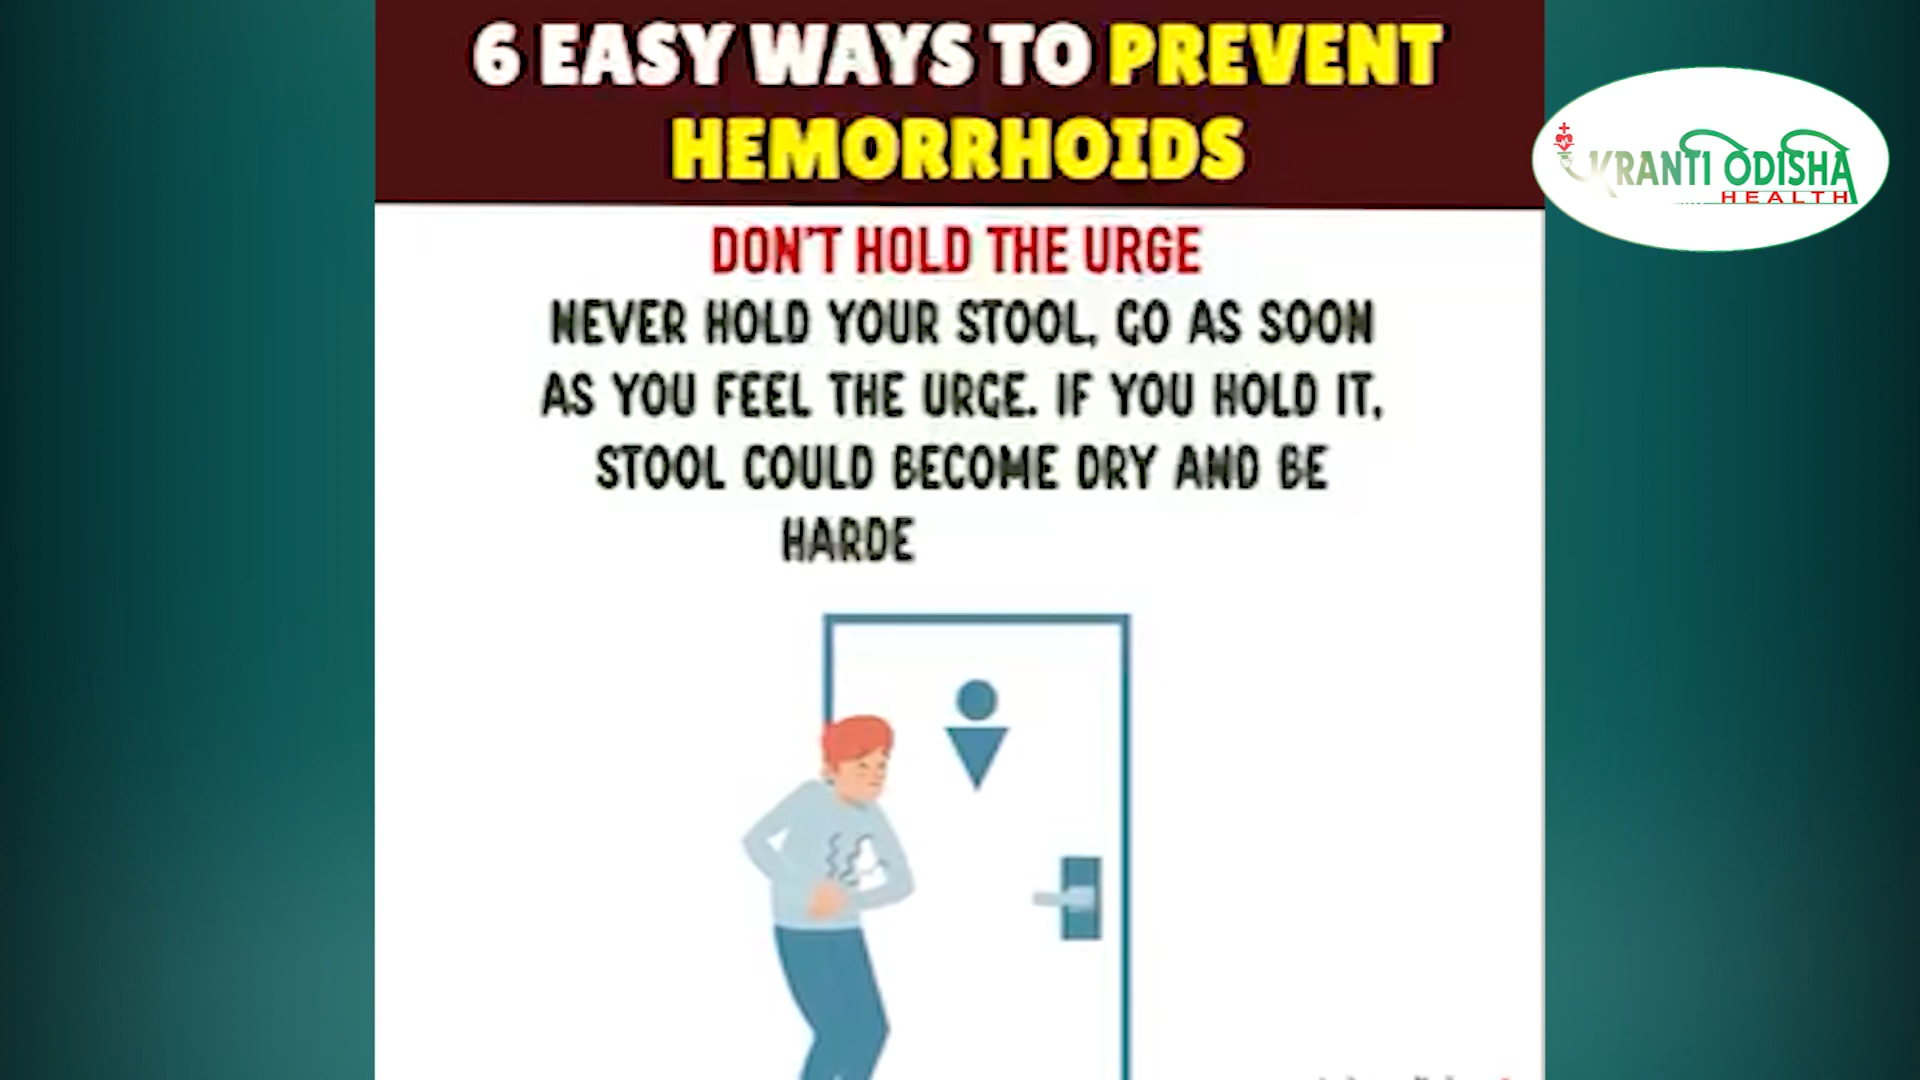 6 EASY WAYS TO PREVENT
HEMORRHOIDS
DON'T HOLD THE URGE
NEVER HOLD YOUR STOOL, GO AS SOON
AS YOU FEEL THE URGE. IF YOU HOLD IT,
STOOL COULD BECOME DRY AND BE
HARDE
KRANTI ODISHA
HEALTH